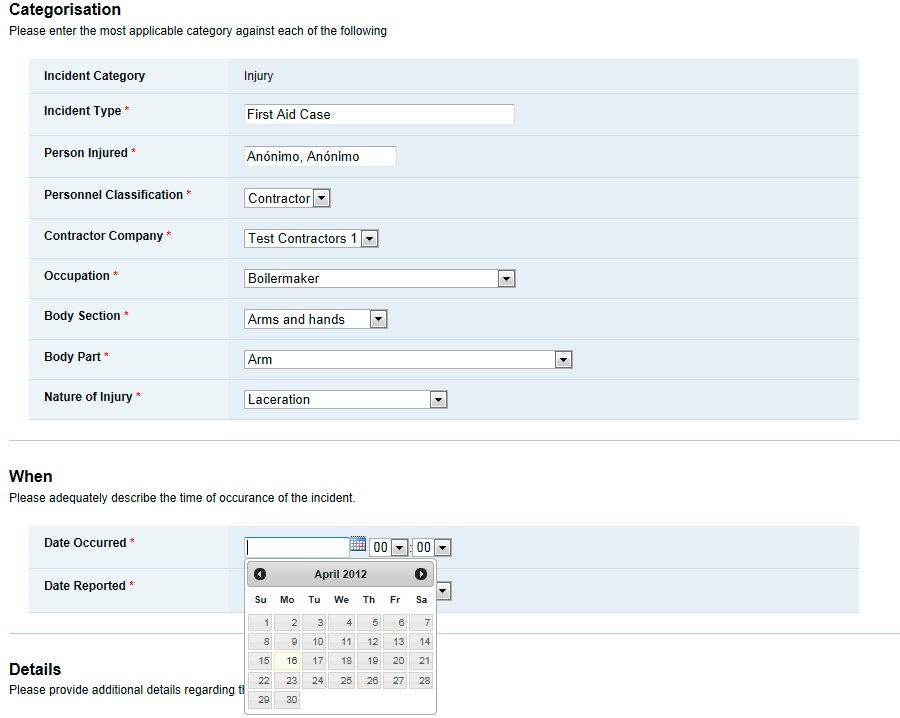 Categorisation
Please enter the most applicable category against each of the following
Incident Category Injury
Incident Type * First Aid Case
Person Injured * Anónimo, Anónimo
Personnel Classification * Contractor
Contractor Company * Test Contractors 1
Occupation * Boilermaker
Body Section * Arms and hands
Body Part * Arm
Nature of Injury * Laceration
When
Please adequately describe the time of occurance of the incident.
Date Occurred * 00 : 00
April 2012
Date Reported *
Su Mo Tu We Th Fr Sa
1 2 3 4 5 6 7
8 9 10 11 12 13 14
15 16 17 18 19 20 21
22 23 24 25 26 27 28
29 30
Details
Please provide additional details regarding